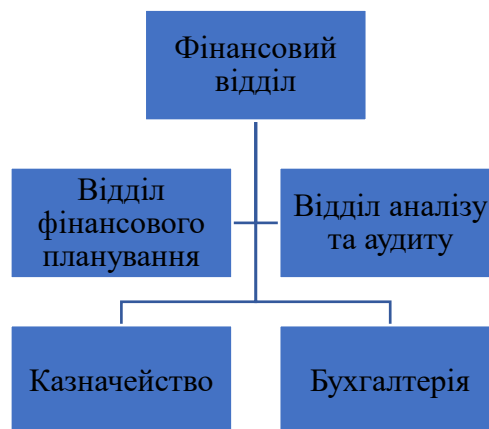 Фінансовий
відділ
Відділ
фінансового
планування
Відділ аналізу
та аудиту
Казначейство
Бухгалтерія